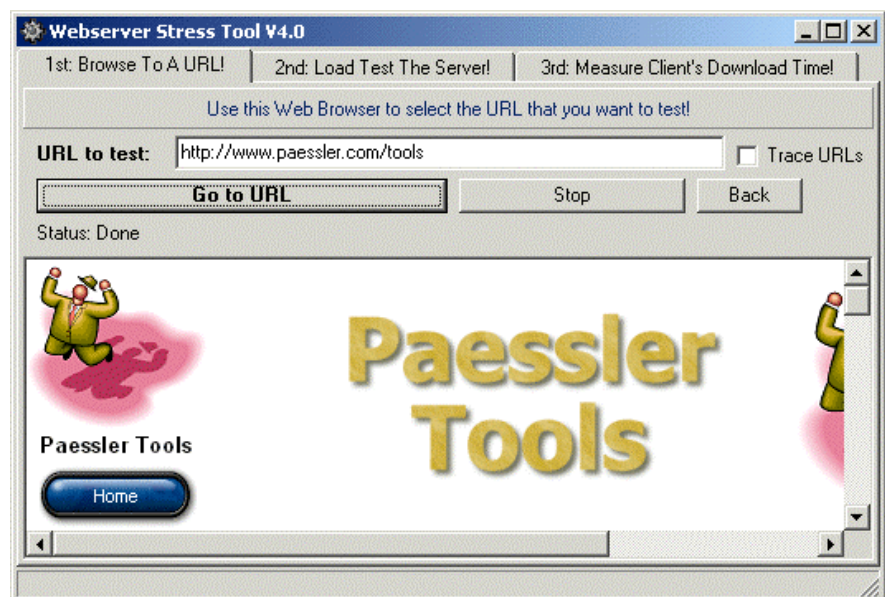 Webserver Stress Tool V4.0
1st: Browse To A URL! 2nd: Load Test The Server! 3rd: Measure Client's Download Time!
Use this Web Browser to select the URL that you want to test!
URL to test: http://www.paessler.com/tools Trace URLs
Go to URL Stop Back
Status: Done
Paessler
Tools
Paessler Tools
Home